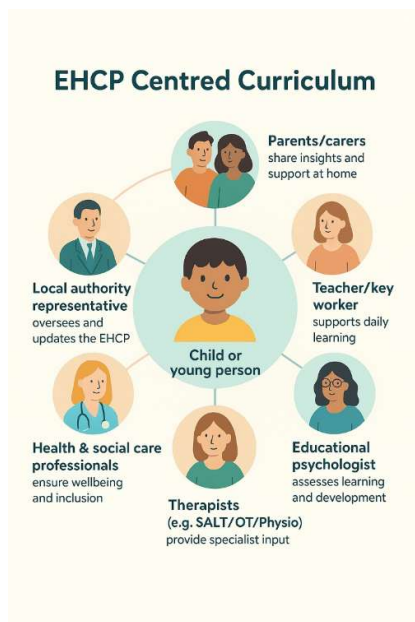 EHCP Centred Curriculum
Parents/carers
share insights and
support at home
Local authority
representative
oversees and
updates the EHCP
Teacher/key
worker
supports daily
learning
Child or
young person
Health & social care
professionals
ensure wellbeing
and inclusion
Educational
psychologist
assesses learning
and development
Therapists
(e.g. SALT/OT/Physio)
provide specialist input